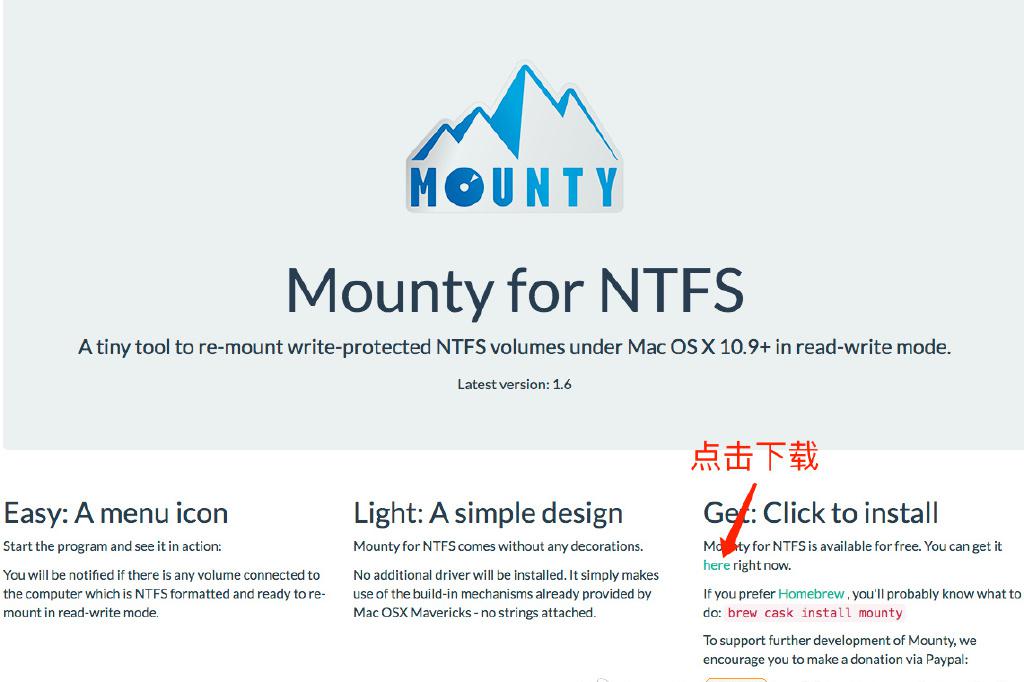 MOUNTY
Mounty for NTFS
A tiny tool to re-mount write-protected NTFS volumes under Mac OS X 10.9+ in read-write mode.
Latest version: 1.6
点击下载
Easy: A menu icon
Start the program and see it in action:
You will be notified if there is any volume connected to
the computer which is NTFS formatted and ready to re-
mount in read-write mode.
Light: A simple design
Mounty for NTFS comes without any decorations.
No additional driver will be installed. It simply makes
use of the build-in mechanisms already provided by
Mac OSX Mavericks - no strings attached.
Get: Click to install
Mounty for NTFS is available for free. You can get it
here right now.
If you prefer Homebrew , you'll probably know what to
do: brew cask install mounty
To support further development of Mounty, we
encourage you to make a donation via Paypal: